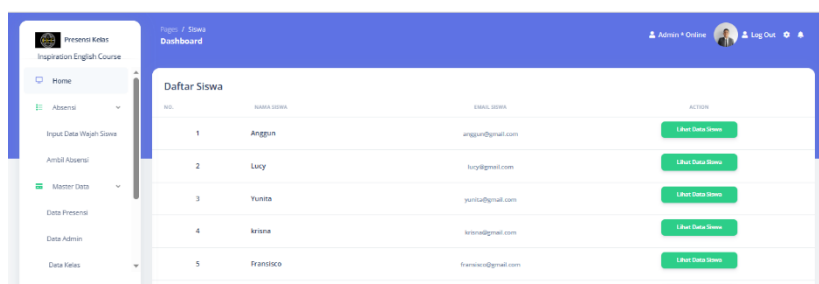 Presensi Kelas
Inspiration English Course
Home
Absensi
Input Data Wajah Siswa
Ambil Absensi
Master Data
Data Presensi
Data Admin
Data Kelas
Pages / Siswa
Dashboard
Admin * Online Log Out
Daftar Siswa
NO. NAMA SISWA EMAIL SISWA ACTION
1 Anggun anggun@gmail.com Lihat Data Siswa
2 Lucy lucy@gmail.com Lihat Data Siswa
3 Yunita yunita@gmail.com Lihat Data Siswa
4 krisna krisna@gmail.com Lihat Data Siswa
5 Fransisco fransisco@gmail.com Lihat Data Siswa